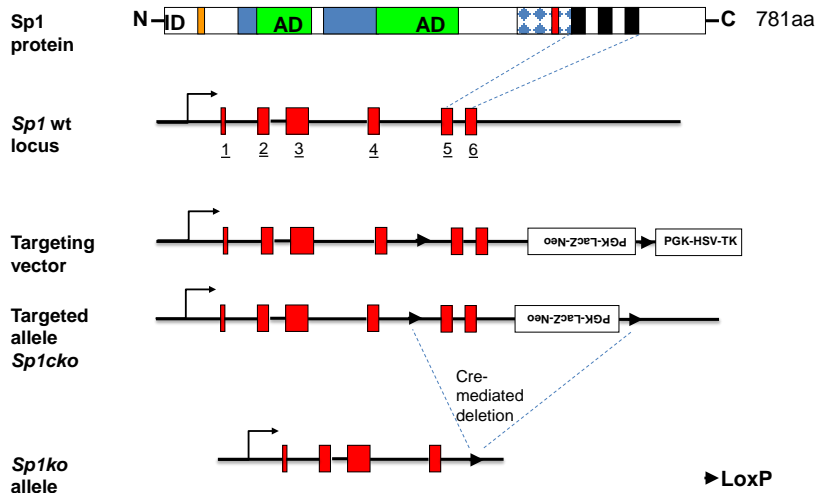 Sp1
protein
N
ID
AD
AD
C
781aa
Sp1 wt
locus
1
2
3
4
5
6
Targeting
vector
PGK-LacZ-Neo
PGK-HSV-TK
Targeted
allele
Sp1cko
PGK-LacZ-Neo
Cre-
mediated
deletion
Sp1ko
allele
LoxP